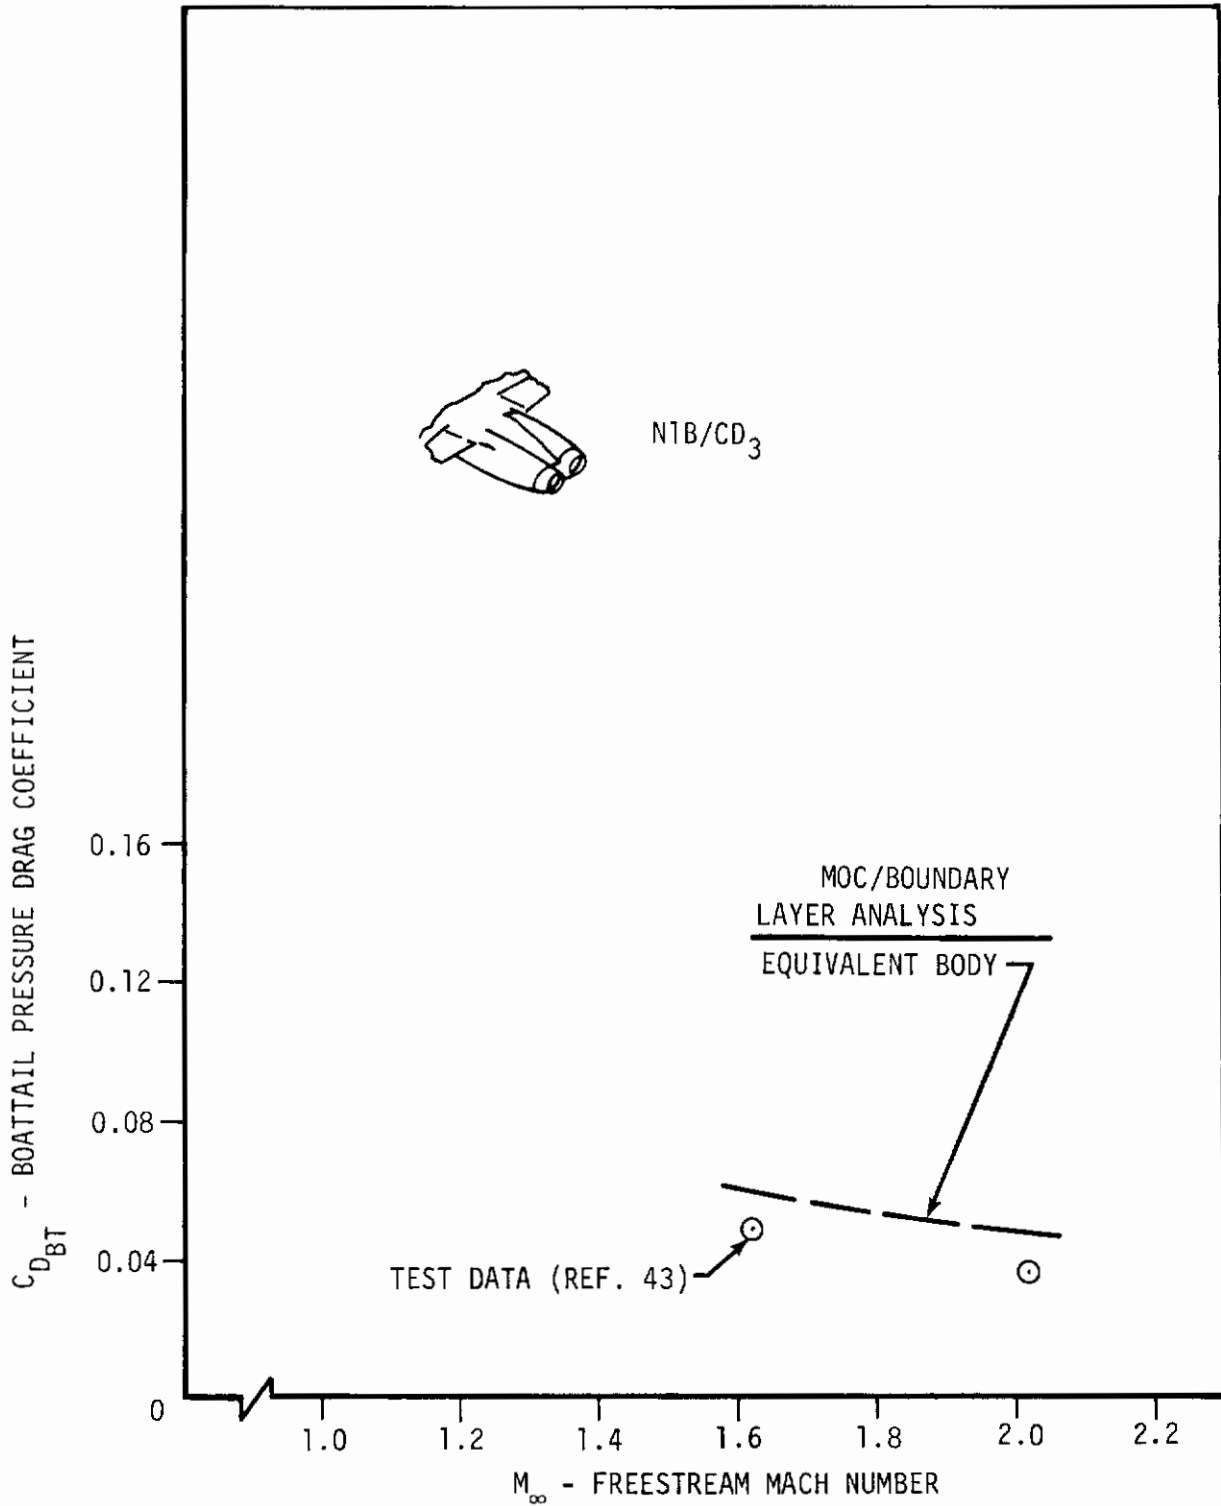 N1B/CD3
C_DBT - BOATTAIL PRESSURE DRAG COEFFICIENT
0.16
0.12
0.08
0.04
0
MOC/BOUNDARY
LAYER ANALYSIS
EQUIVALENT BODY
TEST DATA (REF. 43)
1.0 1.2 1.4 1.6 1.8 2.0 2.2
M∞ - FREESTREAM MACH NUMBER